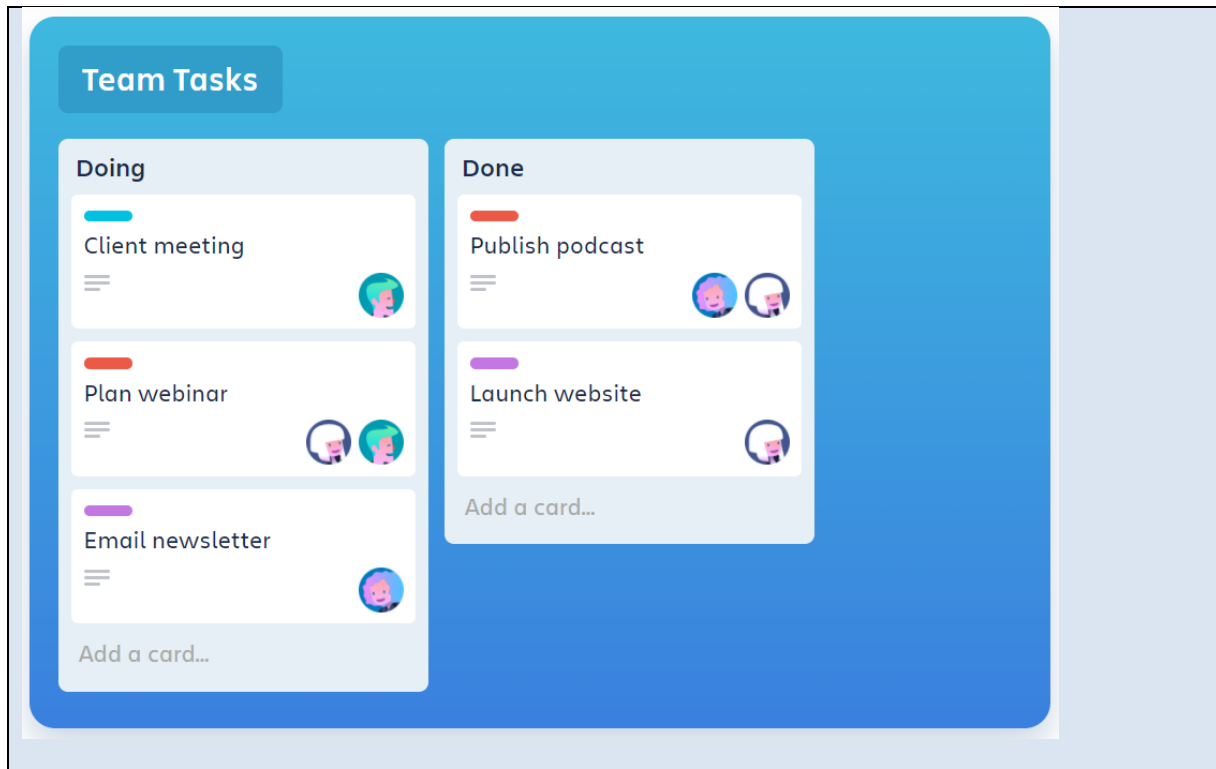 Team Tasks
Doing
Client meeting
Plan webinar
Email newsletter
Add a card...
Done
Publish podcast
Launch website
Add a card...